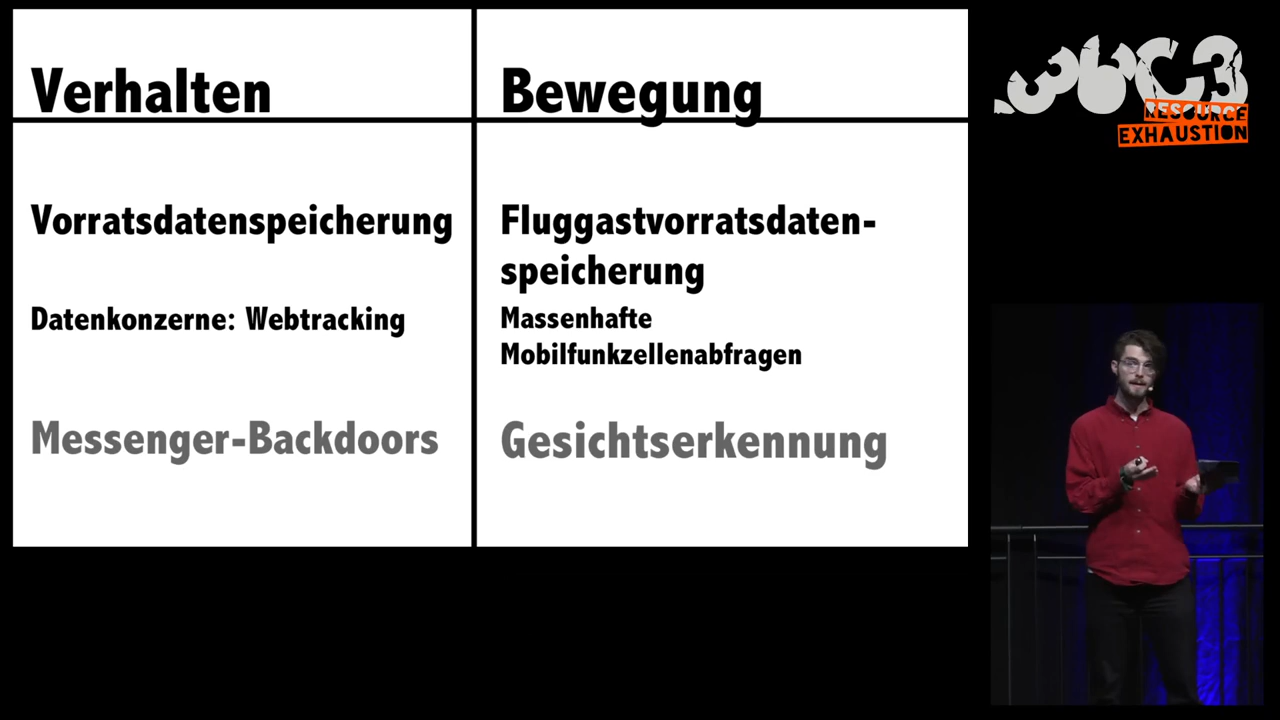 Verhalten
Bewegung
Vorratsdatenspeicherung
Fluggastvorratsdaten-
speicherung
Datenkonzerne: Webtracking
Massenhafte
Mobilfunkzellenabfragen
Messenger-Backdoors
Gesichtserkennung
36C3
RESOURCE
EXHAUSTION